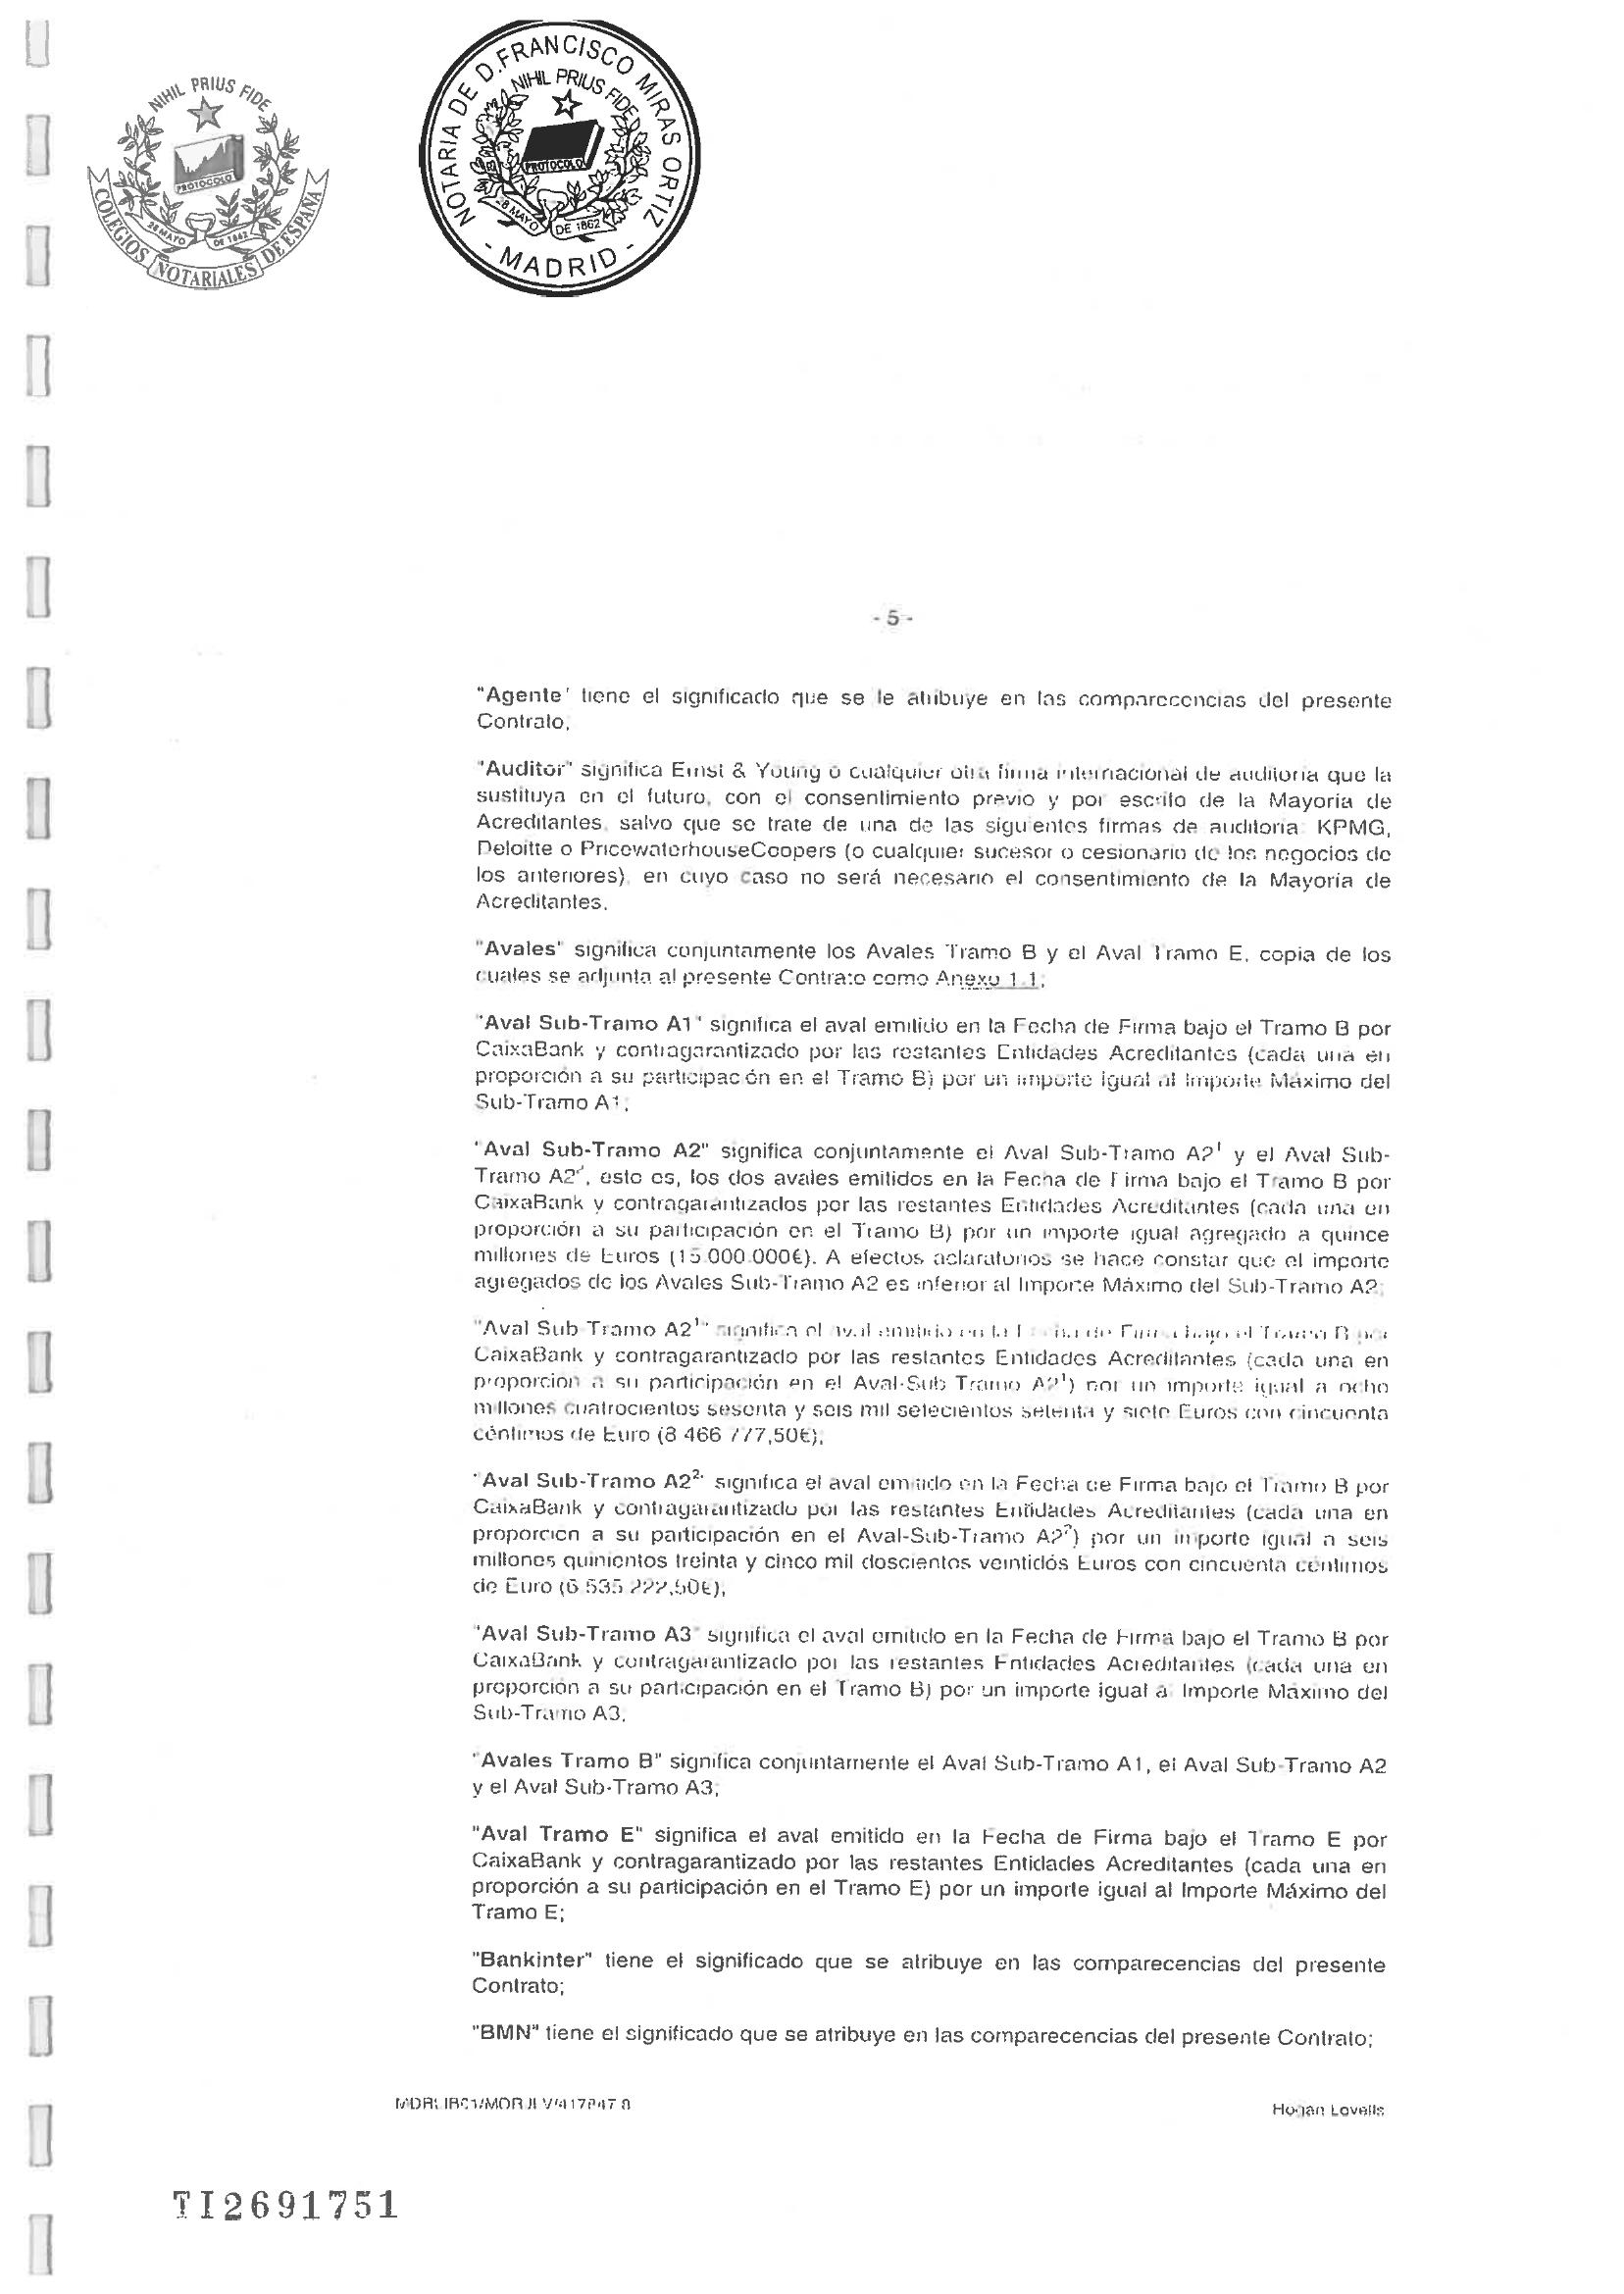 NIHIL PRIUS FIDE
PROTOCOLO
28 MAYO DE 1862
COLEGIOS NOTARIALES DE ESPAÑA
NOTARIA DE D. FRANCISCO MIRAS ORTIZ
NIHIL PRIUS FIDE
PROTOCOLO
28 MAYO DE 1862
- MADRID -
- 5 -
"Agente" tiene el significado que se le atribuye en las comparecencias del presente
Contrato;
"Auditor" significa Ernst & Young o cualquier otra firma internacional de auditoría que la
sustituya en el futuro, con el consentimiento previo y por escrito de la Mayoría de
Acreditantes, salvo que se trate de una de las siguientes firmas de auditoría: KPMG,
Deloitte o PricewaterhouseCoopers (o cualquier sucesor o cesionario de los negocios de
los anteriores), en cuyo caso no será necesario el consentimiento de la Mayoría de
Acreditantes.
"Avales" significa conjuntamente los Avales Tramo B y el Aval Tramo E, copia de los
cuales se adjunta al presente Contrato como Anexo 1.1;
"Aval Sub-Tramo A1" significa el aval emitido en la Fecha de Firma bajo el Tramo B por
CaixaBank y contragarantizado por las restantes Entidades Acreditantes (cada una en
proporción a su participación en el Tramo B) por un importe igual al Importe Máximo del
Sub-Tramo A1;
"Aval Sub-Tramo A2" significa conjuntamente el Aval Sub-Tramo A2¹ y el Aval Sub-
Tramo A2², esto es, los dos avales emitidos en la Fecha de Firma bajo el Tramo B por
CaixaBank y contragarantizados por las restantes Entidades Acreditantes (cada una en
proporción a su participación en el Tramo B) por un importe igual agregado a quince
millones de Euros (15.000.000€). A efectos aclaratorios se hace constar que el importe
agregados de los Avales Sub-Tramo A2 es inferior al Importe Máximo del Sub-Tramo A2;
"Aval Sub Tramo A2¹" significa el aval emitido en la Fecha de Firma bajo el Tramo B por
CaixaBank y contragarantizado por las restantes Entidades Acreditantes (cada una en
proporción a su participación en el Aval-Sub Tramo A2¹) por un importe igual a ocho
millones cuatrocientos sesenta y seis mil setecientos setenta y siete Euros con cincuenta
céntimos de Euro (8.466.777,50€);
"Aval Sub-Tramo A2²" significa el aval emitido en la Fecha de Firma bajo el Tramo B por
CaixaBank y contragarantizado por las restantes Entidades Acreditantes (cada una en
proporción a su participación en el Aval-Sub-Tramo A2²) por un importe igual a seis
millones quinientos treinta y cinco mil doscientos veintidós Euros con cincuenta céntimos
de Euro (6.535.222,50€);
"Aval Sub-Tramo A3" significa el aval emitido en la Fecha de Firma bajo el Tramo B por
CaixaBank y contragarantizado por las restantes Entidades Acreditantes (cada una en
proporción a su participación en el Tramo B) por un importe igual al Importe Máximo del
Sub-Tramo A3;
"Avales Tramo B" significa conjuntamente el Aval Sub-Tramo A1, el Aval Sub-Tramo A2
y el Aval Sub-Tramo A3;
"Aval Tramo E" significa el aval emitido en la Fecha de Firma bajo el Tramo E por
CaixaBank y contragarantizado por las restantes Entidades Acreditantes (cada una en
proporción a su participación en el Tramo E) por un importe igual al Importe Máximo del
Tramo E;
"Bankinter" tiene el significado que se atribuye en las comparecencias del presente
Contrato;
"BMN" tiene el significado que se atribuye en las comparecencias del presente Contrato;
Hogan Lovells
TI2691751